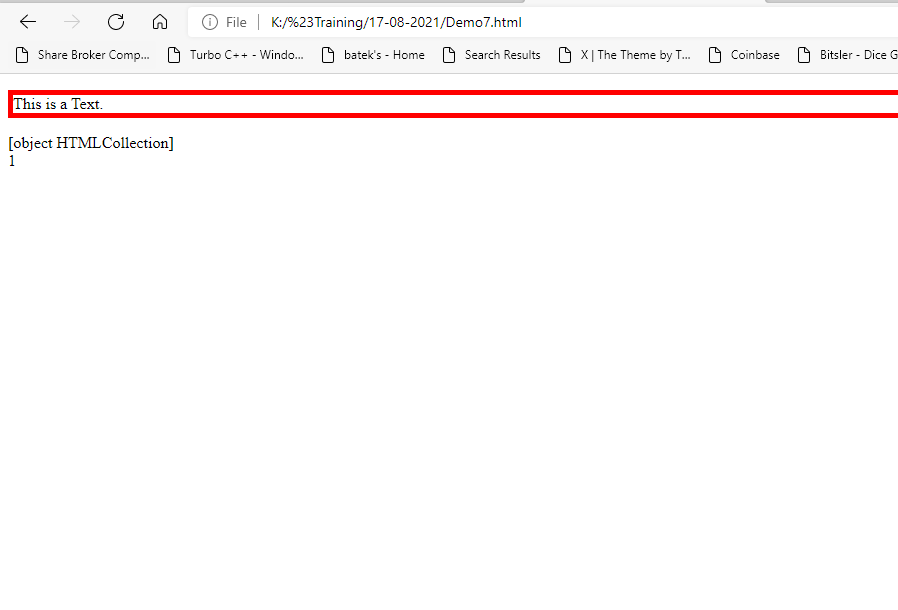 File K:/%23Training/17-08-2021/Demo7.html
Share Broker Comp... Turbo C++ - Windo... batek's - Home Search Results X | The Theme by T... Coinbase Bitsler - Dice G
This is a Text.
[object HTMLCollection]
1